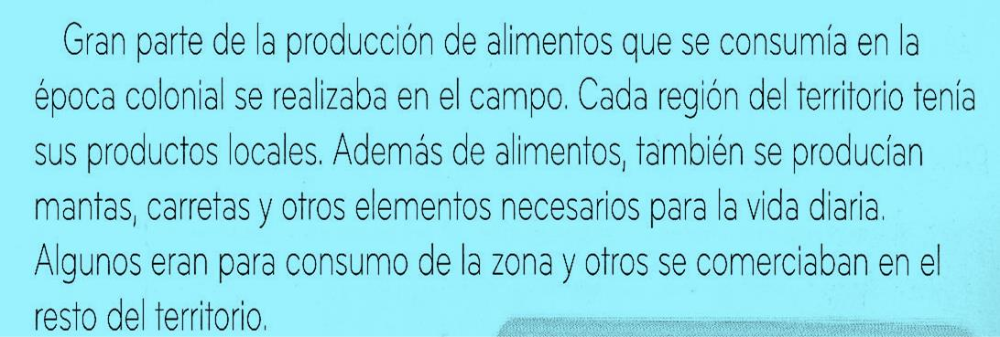 Gran parte de la producción de alimentos que se consumía en la
época colonial se realizaba en el campo. Cada región del territorio tenía
sus productos locales. Además de alimentos, también se producían
mantas, carretas y otros elementos necesarios para la vida diaria.
Algunos eran para consumo de la zona y otros se comerciaban en el
resto del territorio.